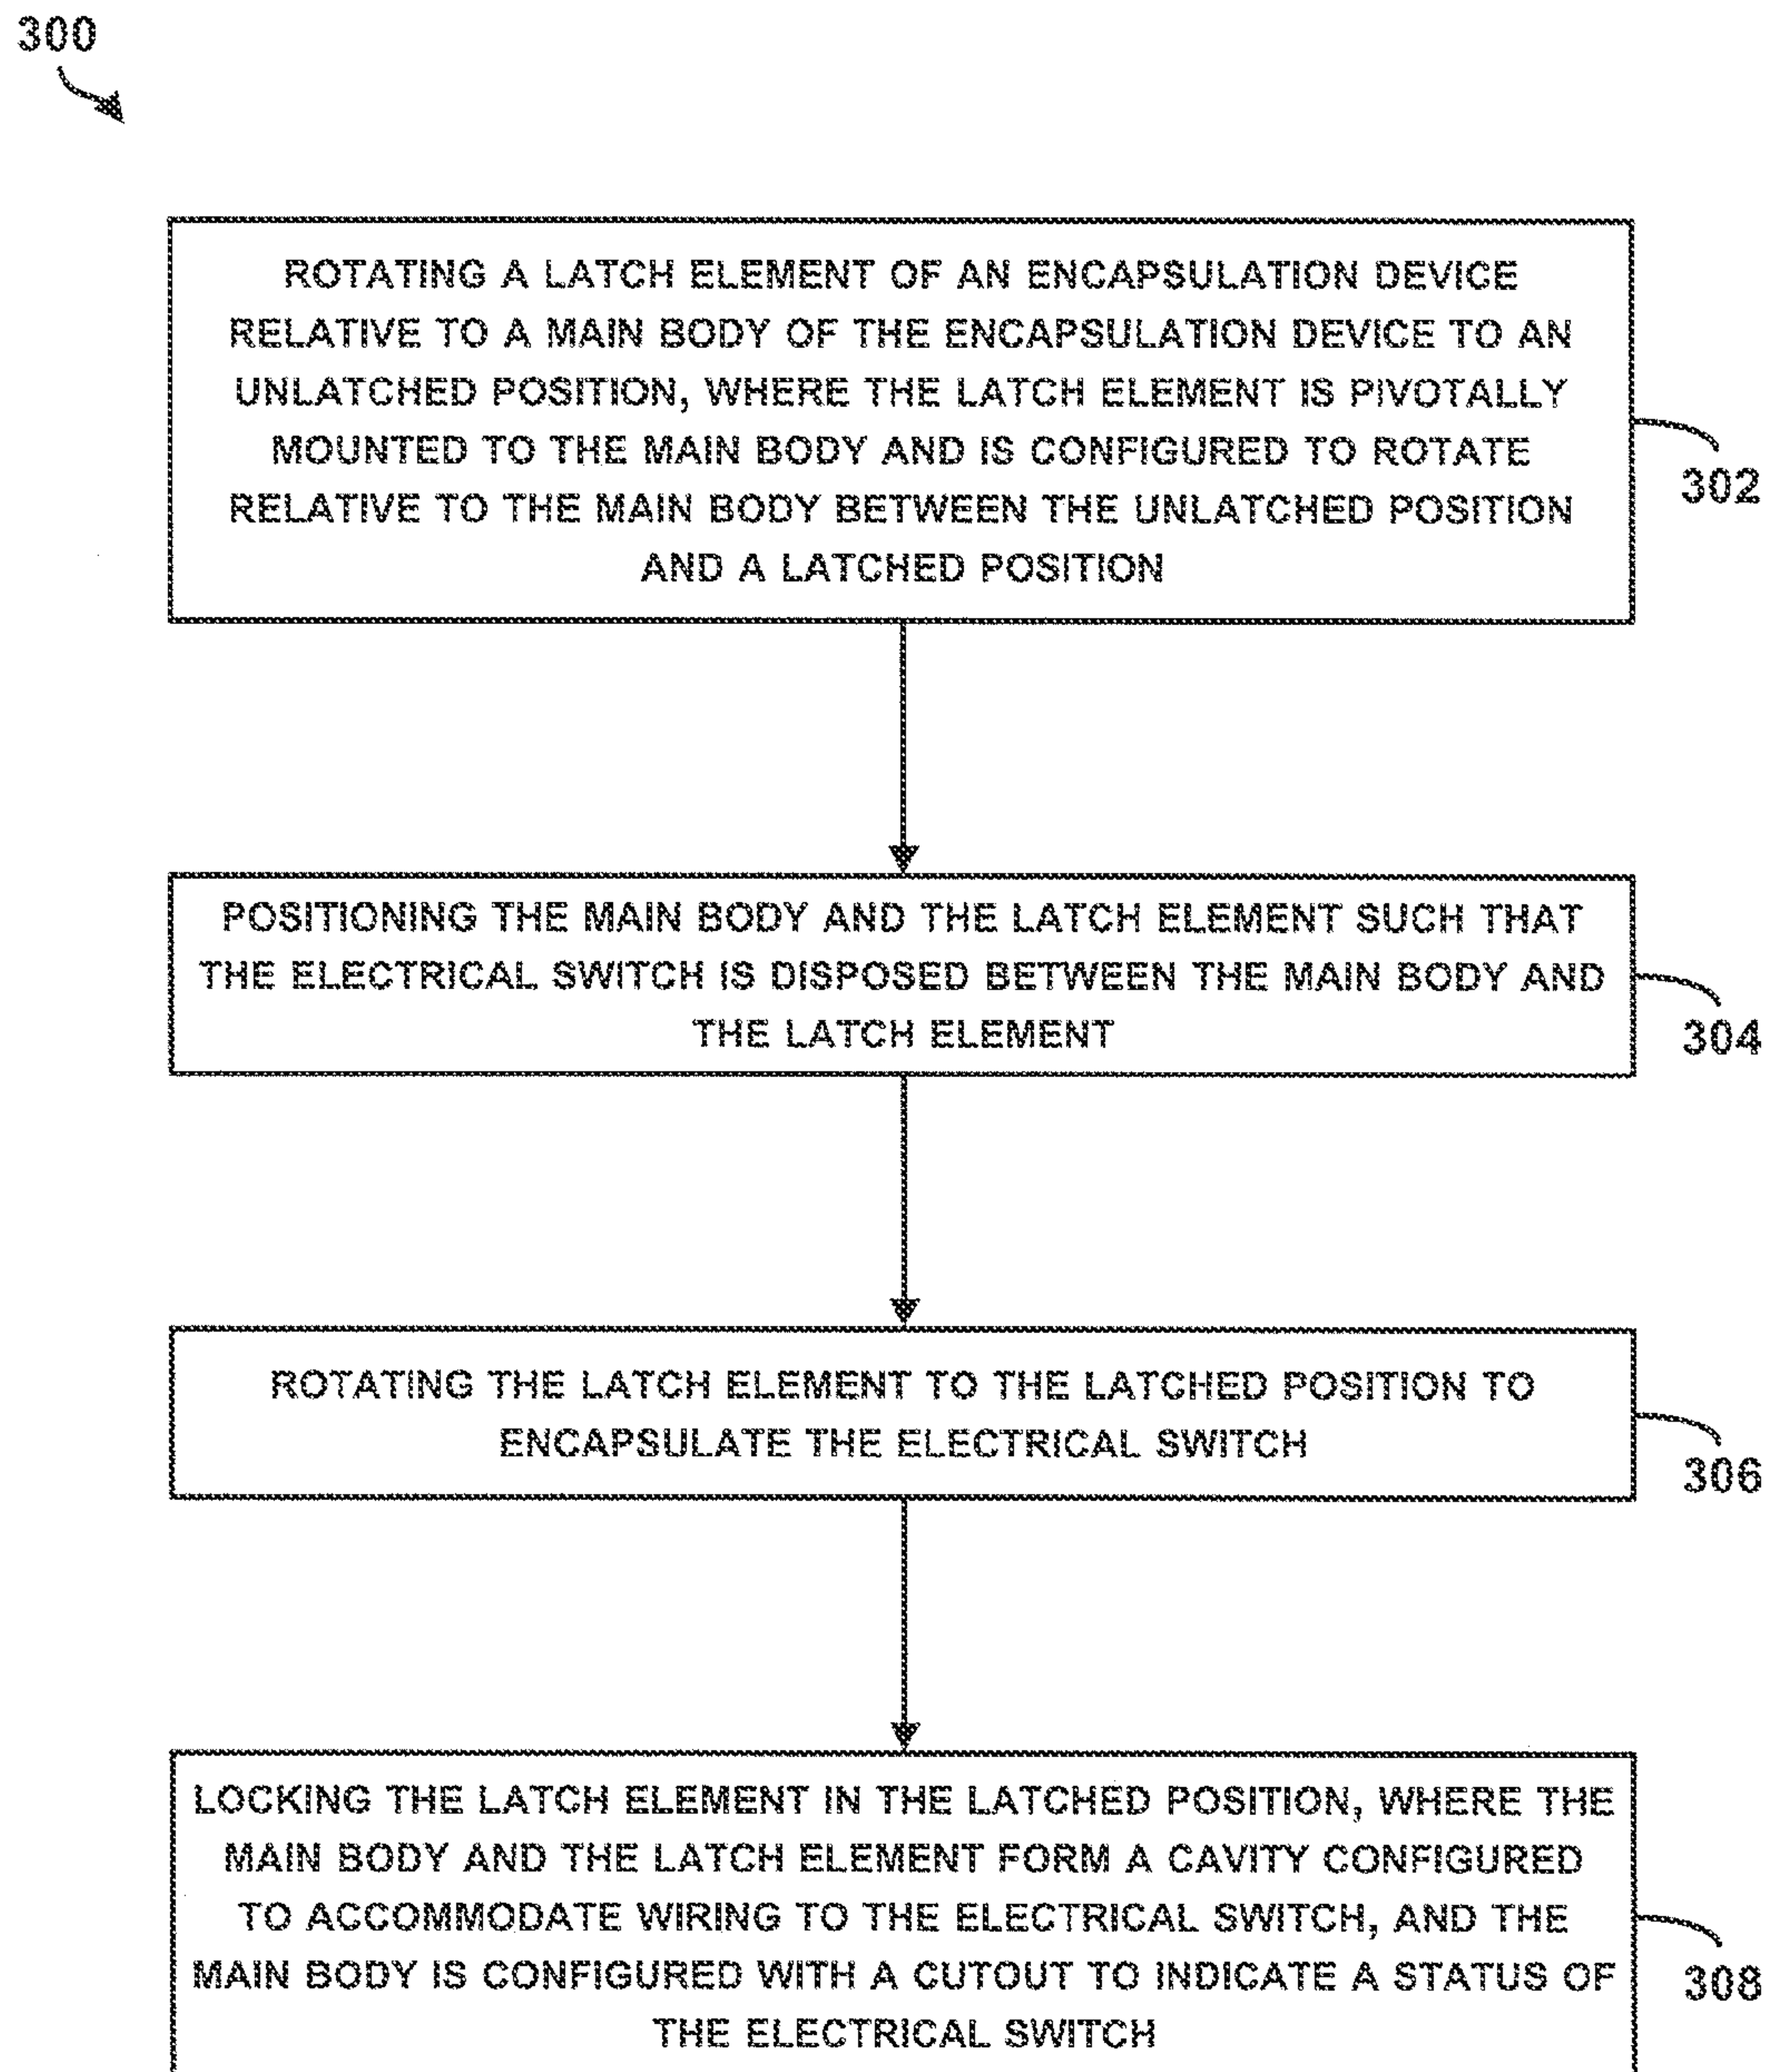 300
ROTATING A LATCH ELEMENT OF AN ENCAPSULATION DEVICE
RELATIVE TO A MAIN BODY OF THE ENCAPSULATION DEVICE TO AN
UNLATCHED POSITION, WHERE THE LATCH ELEMENT IS PIVOTALLY
MOUNTED TO THE MAIN BODY AND IS CONFIGURED TO ROTATE
RELATIVE TO THE MAIN BODY BETWEEN THE UNLATCHED POSITION
AND A LATCHED POSITION
302
POSITIONING THE MAIN BODY AND THE LATCH ELEMENT SUCH THAT
THE ELECTRICAL SWITCH IS DISPOSED BETWEEN THE MAIN BODY AND
THE LATCH ELEMENT
304
ROTATING THE LATCH ELEMENT TO THE LATCHED POSITION TO
ENCAPSULATE THE ELECTRICAL SWITCH
306
LOCKING THE LATCH ELEMENT IN THE LATCHED POSITION, WHERE THE
MAIN BODY AND THE LATCH ELEMENT FORM A CAVITY CONFIGURED
TO ACCOMMODATE WIRING TO THE ELECTRICAL SWITCH, AND THE
MAIN BODY IS CONFIGURED WITH A CUTOUT TO INDICATE A STATUS OF
THE ELECTRICAL SWITCH
308